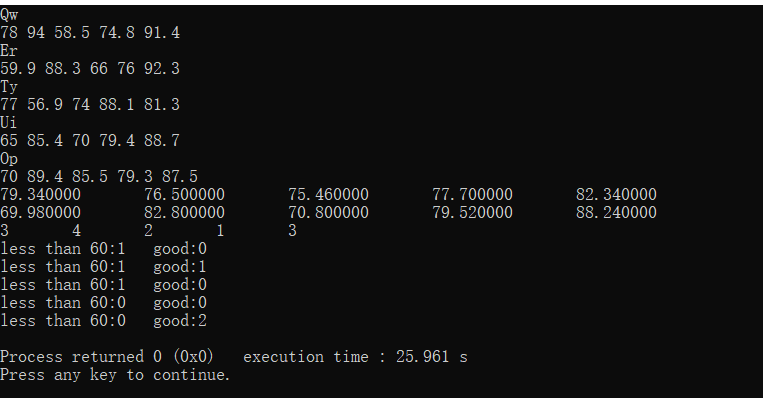 Qw
78 94 58.5 74.8 91.4
Er
59.9 88.3 66 76 92.3
Ty
77 56.9 74 88.1 81.3
Ui
65 85.4 70 79.4 88.7
Op
70 89.4 85.5 79.3 87.5
79.340000 76.500000 75.460000 77.700000 82.340000
69.980000 82.800000 70.800000 79.520000 88.240000
3 4 2 1 3
less than 60:1 good:0
less than 60:1 good:1
less than 60:1 good:0
less than 60:0 good:0
less than 60:0 good:2
Process returned 0 (0x0) execution time : 25.961 s
Press any key to continue.